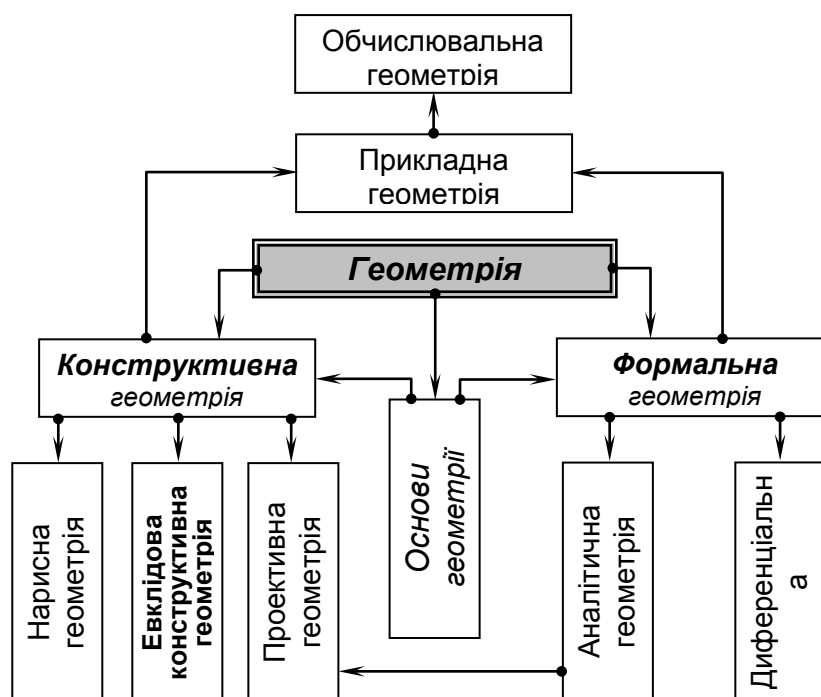 Обчислювальна
геометрія
Прикладна
геометрія
Геометрія
Конструктивна
геометрія
Формальна
геометрія
Основи
геометрії
Нарисна
геометрія
Евклідова
конструктивна
геометрія
Проективна
геометрія
Аналітична
геометрія
Диференціальн
а